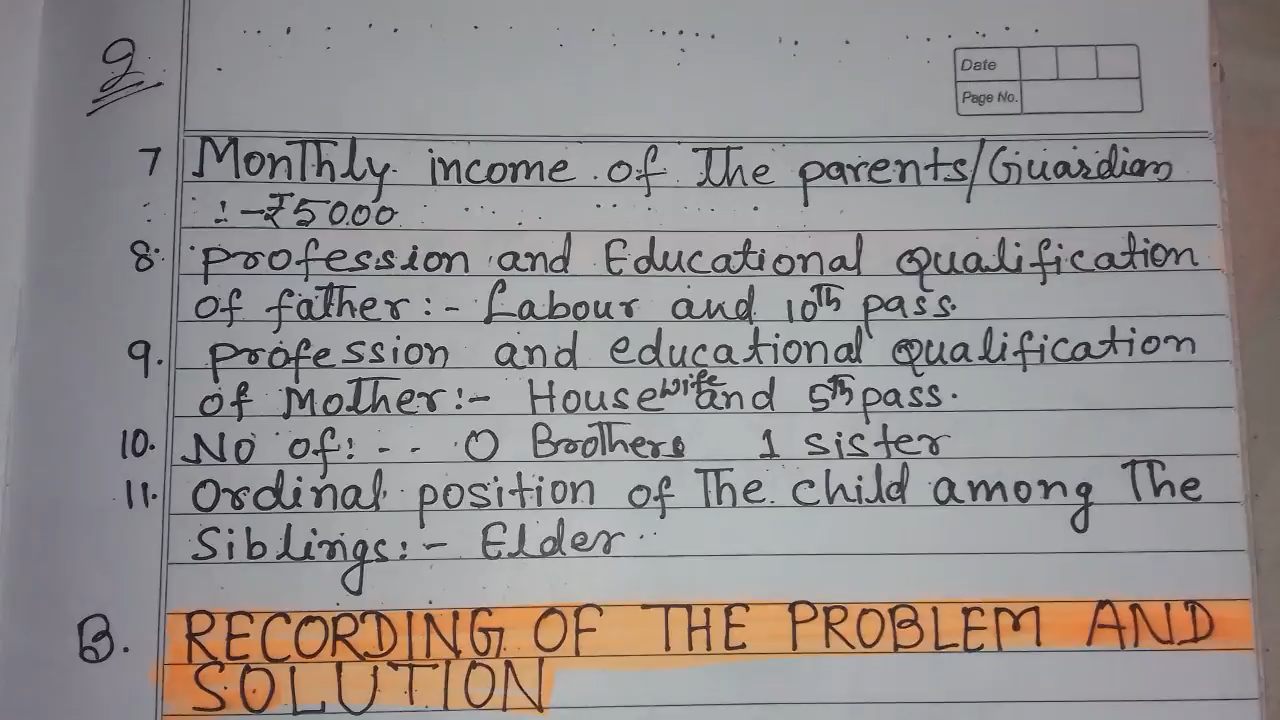 2
Date
Page No.
7 Monthly income of The parents/Guardian
:-₹5000
8. profession and Educational qualification
of father:- Labour and 10Th pass.
9. profession and educational qualification
of Mother:- Housewife and 5Th pass.
10. No of:- - - 0 Brothers 1 sister
11. Ordinal position of The child among The
Siblings:- Elder
B. RECORDING OF THE PROBLEM AND
SOLUTION